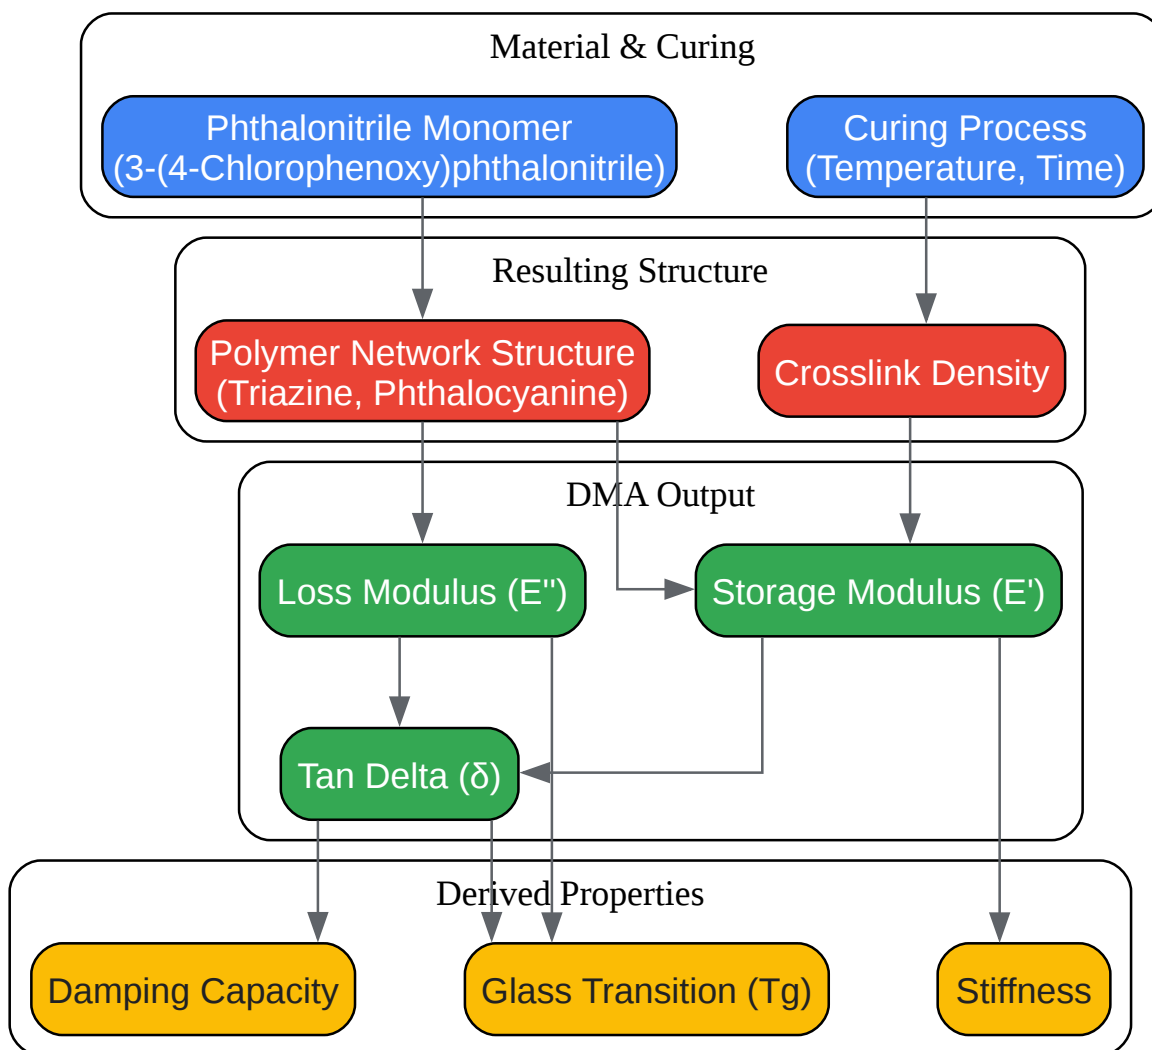 Material & Curing
Phthalonitrile Monomer
(3-(4-Chlorophenoxy)phthalonitrile)
Curing Process
(Temperature, Time)
Resulting Structure
Polymer Network Structure
(Triazine, Phthalocyanine)
Crosslink Density
DMA Output
Loss Modulus (E'')
Storage Modulus (E')
Tan Delta (δ)
Derived Properties
Damping Capacity
Glass Transition (Tg)
Stiffness